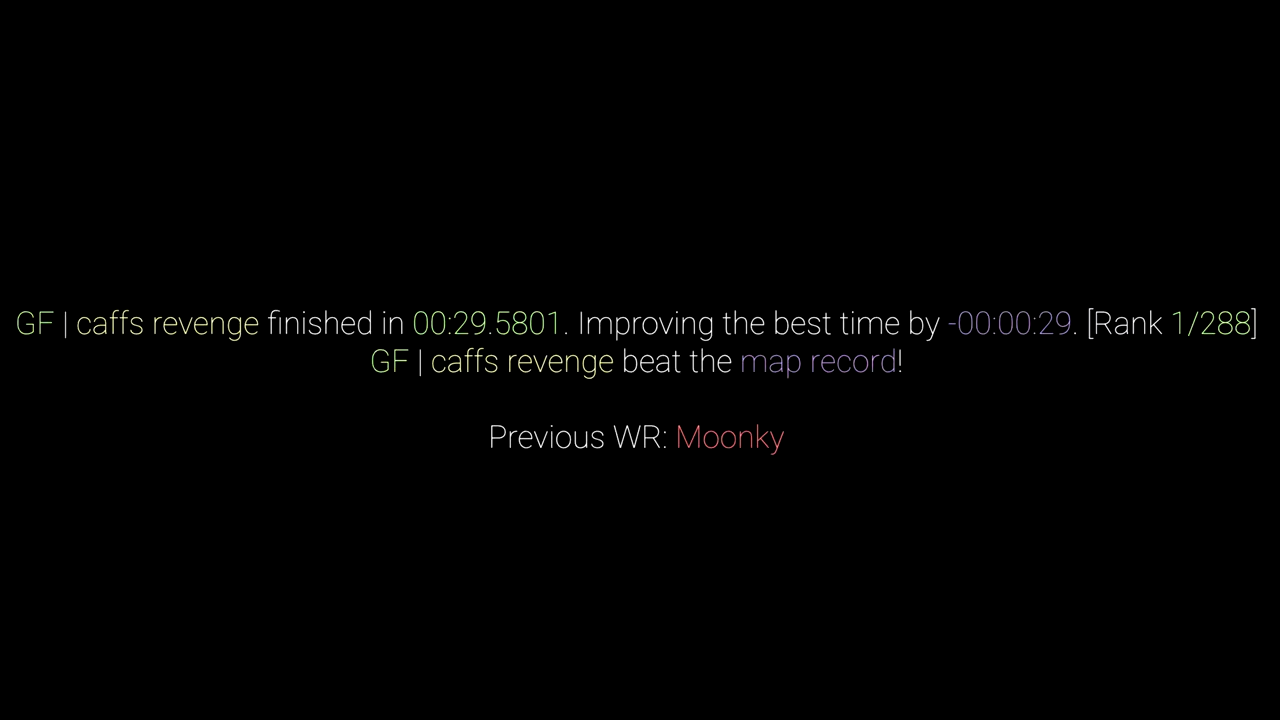 GF | caffs revenge finished in 00:29.5801. Improving the best time by -00:00:29. [Rank 1/288]
GF | caffs revenge beat the map record!
Previous WR: Moonky